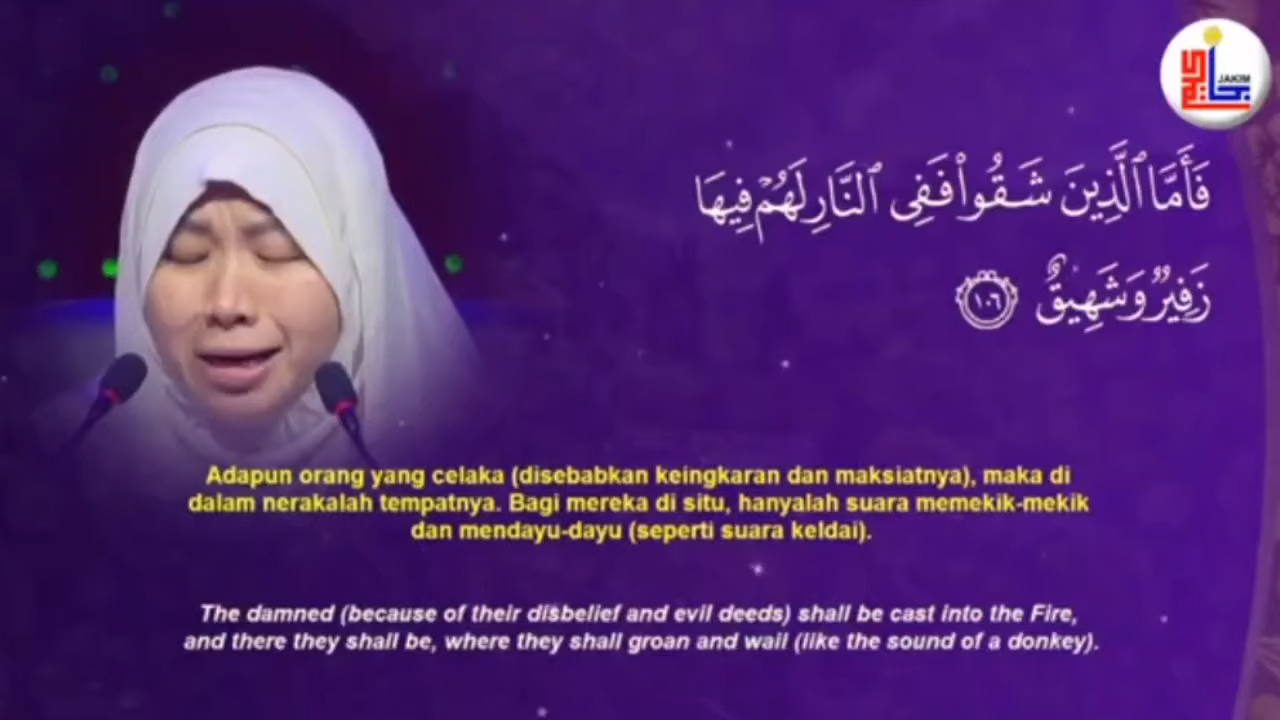 JAKIM
فَأَمَّا ٱلَّذِينَ شَقُوا۟ فَفِى ٱلنَّارِ لَهُمْ فِيهَا
زَفِيرٌ وَشَهِيقٌ ١٠٦
Adapun orang yang celaka (disebabkan keingkaran dan maksiatnya), maka di
dalam nerakalah tempatnya. Bagi mereka di situ, hanyalah suara memekik-mekik
dan mendayu-dayu (seperti suara keldai).
The damned (because of their disbelief and evil deeds) shall be cast into the Fire,
and there they shall be, where they shall groan and wail (like the sound of a donkey).